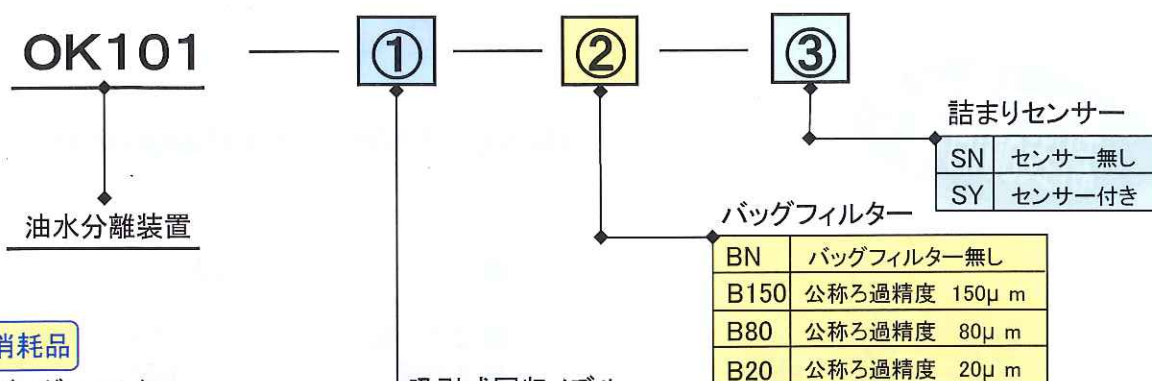 OK101 — ① — ② — ③
油水分離装置
詰まりセンサー
SN センサー無し
SY センサー付き
バッグフィルター
BN バッグフィルター無し
B150 公称ろ過精度 150μm
B80 公称ろ過精度 80μm
B20 公称ろ過精度 20μm
消耗品